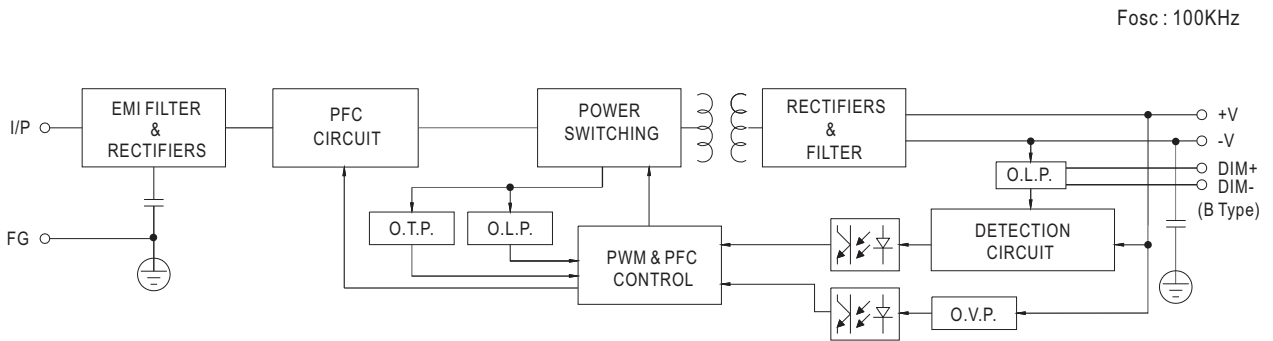 Fosc : 100KHz
I/P
EMI FILTER
&
RECTIFIERS
PFC
CIRCUIT
POWER
SWITCHING
RECTIFIERS
&
FILTER
+V
-V
DIM+
DIM-
(B Type)
O.L.P.
FG
O.T.P.
O.L.P.
PWM & PFC
CONTROL
DETECTION
CIRCUIT
O.V.P.